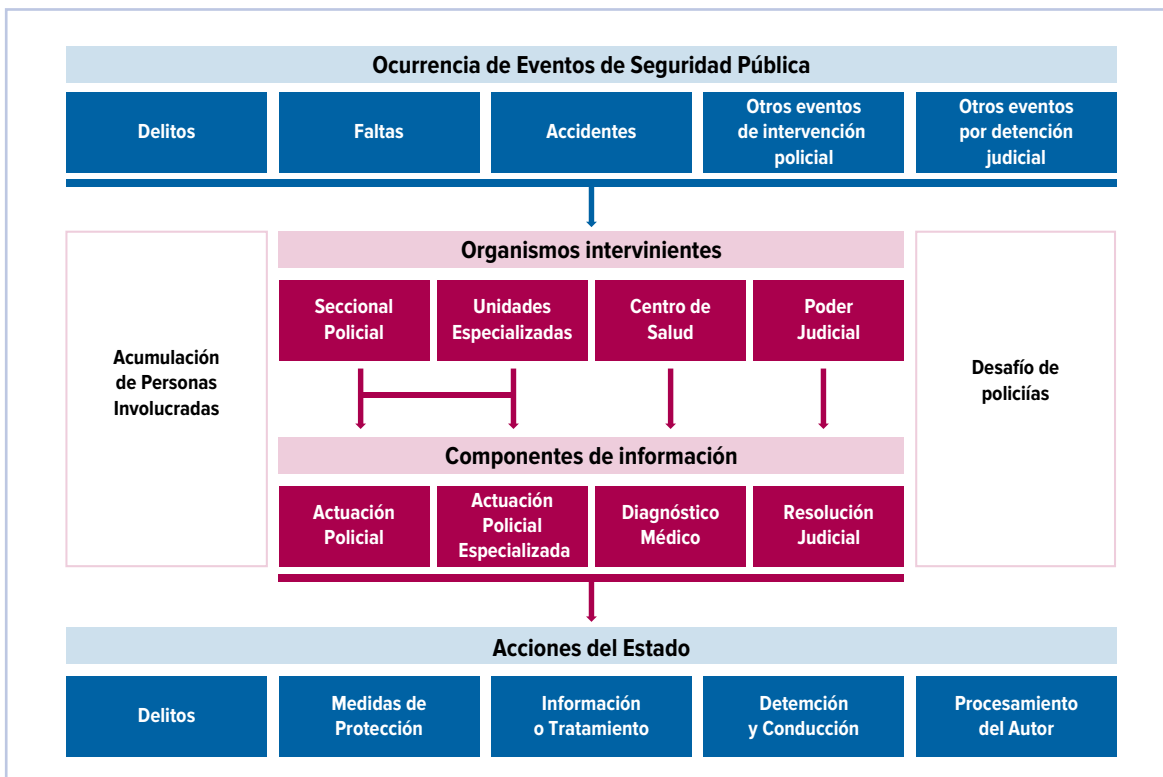 Ocurrencia de Eventos de Seguridad Pública
Delitos
Faltas
Accidentes
Otros eventos
de intervención
policial
Otros eventos
por detención
judicial
Acumulación
de Personas
Involucradas
Organismos intervinientes
Seccional
Policial
Unidades
Especializadas
Centro de
Salud
Poder
Judicial
Componentes de información
Actuación
Policial
Actuación
Policial
Especializada
Diagnóstico
Médico
Resolución
Judicial
Desafío de
policiías
Acciones del Estado
Delitos
Medidas de
Protección
Información
o Tratamiento
Detemción
y Conducción
Procesamiento
del Autor